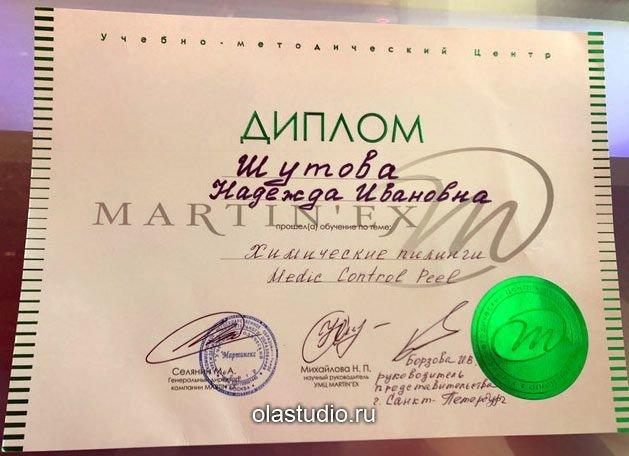 Учебно-методический Центр
ДИПЛОМ
Шутова
Надежда Ивановна
MARTIN'EX
прошел(а) обучение по теме:
Химические пилинги
Medic Control Peel
Селянин М. А.
Генеральный директор
компании
Мартинекс
Михайлова Н. П.
научный руководитель
УМЦ MARTIN'EX
Борзова И.В.
руководитель
представительства
г. Санкт-Петербург
olastudio.ru